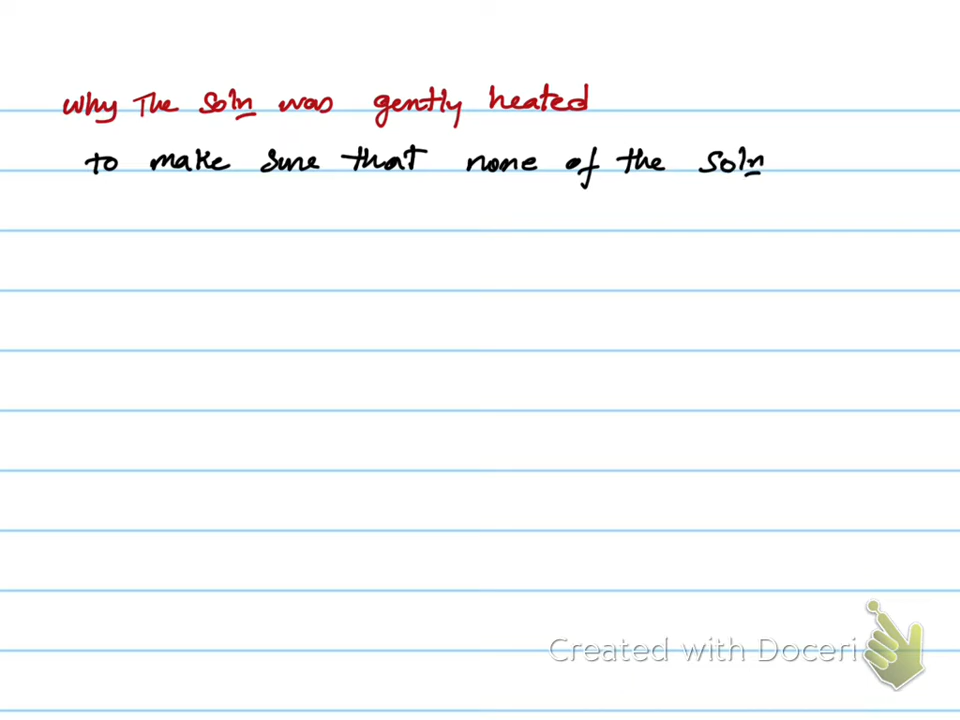 Why The Soln was gently heated
to make sure that none of the Soln
Created with Doceri